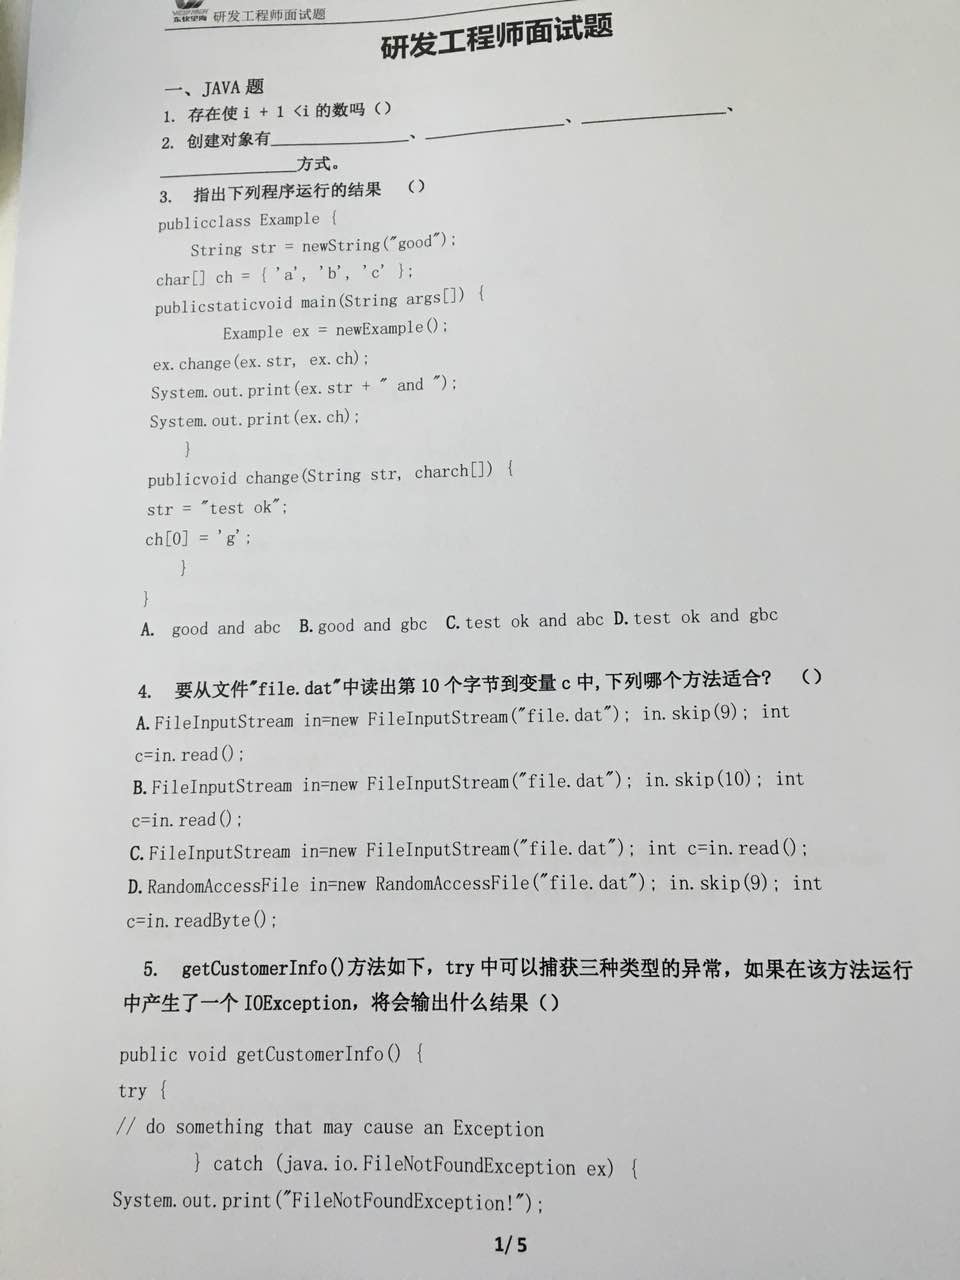 东软望海 研发工程师面试题
研发工程师面试题
一、JAVA 题
1. 存在使 i + 1 <i 的数吗()
2. 创建对象有____________、____________、____________、
____________方式。
3. 指出下列程序运行的结果 ()
publicclass Example {
String str = newString("good");
char[] ch = { 'a', 'b', 'c' };
publicstaticvoid main(String args[]) {
Example ex = newExample();
ex.change(ex.str, ex.ch);
System.out.print(ex.str + " and ");
System.out.print(ex.ch);
}
publicvoid change(String str, charch[]) {
str = "test ok";
ch[0] = 'g';
}
}
A. good and abc B.good and gbc C.test ok and abc D.test ok and gbc
4. 要从文件"file.dat"中读出第 10 个字节到变量 c 中,下列哪个方法适合? ()
A.FileInputStream in=new FileInputStream("file.dat"); in.skip(9); int
c=in.read();
B.FileInputStream in=new FileInputStream("file.dat"); in.skip(10); int
c=in.read();
C.FileInputStream in=new FileInputStream("file.dat"); int c=in.read();
D.RandomAccessFile in=new RandomAccessFile("file.dat"); in.skip(9); int
c=in.readByte();
5. getCustomerInfo()方法如下，try 中可以捕获三种类型的异常，如果在该方法运行
中产生了一个 IOException，将会输出什么结果()
public void getCustomerInfo() {
try {
// do something that may cause an Exception
} catch (java.io.FileNotFoundException ex) {
System.out.print("FileNotFoundException!");
1/ 5